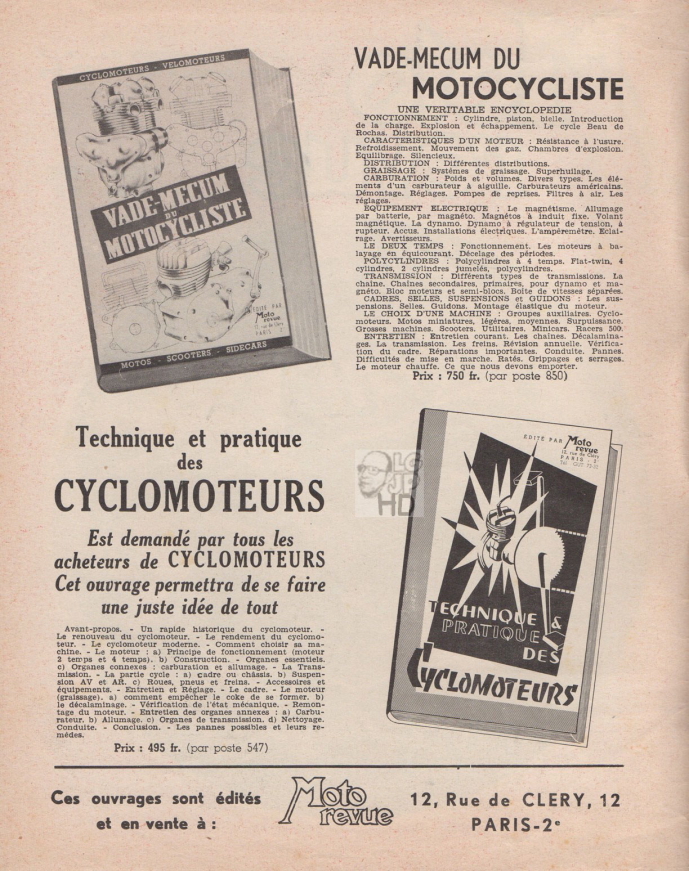 CYCLOMOTEURS - VELOMOTEURS
VADE-MECUM
DU
MOTOCYCLISTE
EDITE PAR
Moto
revue
12, rue de Clery
PARIS 2e
MOTOS - SCOOTERS - SIDECARS
VADE-MECUM DU
MOTOCYCLISTE
UNE VERITABLE ENCYCLOPEDIE
FONCTIONNEMENT : Cylindre, piston, bielle. Introduction
de la charge. Explosion et échappement. Le cycle Beau de
Rochas. Distribution.
CARACTERISTIQUES D'UN MOTEUR : Résistance à l'usure.
Refroidissement. Mouvement des gaz. Chambres d'explosion.
Equilibrage. Silencieux.
DISTRIBUTION : Différentes distributions.
GRAISSAGE : Systèmes de graissage. Superhuilage.
CARBURATION : Poids et volumes. Divers types. Les élé-
ments d'un carburateur à aiguille. Carburateurs américains.
Démontage. Réglages. Pompes de reprises. Filtres à air. Les
réglages.
EQUIPEMENT ELECTRIQUE : Le magnétisme. Allumage
par batterie, par magnéto. Magnétos à induit fixe. Volant
magnétique. La dynamo. Dynamo à régulateur de tension, à
rupteur. Accus. Installations électriques. L'ampèremètre. Eclai-
rage. Avertisseurs.
LE DEUX TEMPS : Fonctionnement. Les moteurs à ba-
layage en équicourant. Décelage des périodes.
POLYCYLINDRES : Polycylindres à 4 temps. Flat-twin, 4
cylindres, 2 cylindres jumelés, polycylindres.
TRANSMISSION : Différents types de transmissions. La
chaîne. Chaînes secondaires, primaires, pour dynamo et ma-
gnéto. Bloc moteurs et semi-blocs. Boîte de vitesses séparées.
CADRES, SELLES, SUSPENSIONS et GUIDONS : Les sus-
pensions. Selles. Guidons. Montage élastique du moteur.
LE CHOIX D'UNE MACHINE : Groupes auxiliaires. Cyclo-
moteurs. Motos miniatures, légères, moyennes. Surpuissance.
Grosses machines. Scooters. Utilitaires. Minicars. Racers 500.
ENTRETIEN : Entretien courant. Les chaînes. Décalamina-
ges. La transmission. Les freins. Révision annuelle. Vérifica-
tion du cadre. Réparations importantes. Conduite. Pannes.
Difficultés de mise en marche. Ratés. Grippages et serrages.
Le moteur chauffe. Ce que nous devons emporter.
Prix : 750 fr. (par poste 850)
Technique et pratique
des
CYCLOMOTEURS
Est demandé par tous les
acheteurs de CYCLOMOTEURS
Cet ouvrage permettra de se faire
une juste idée de tout
Avant-propos. - Un rapide historique du cyclomoteur. -
Le renouveau du cyclomoteur. - Le rendement du cyclomo-
teur. - Le cyclomoteur moderne. - Comment choisir sa ma-
chine. - Le moteur : a) Principe de fonctionnement (moteur
2 temps et 4 temps). b) Construction. - Organes essentiels.
c) Organes connexes : carburation et allumage. - La Trans-
mission. - La partie cycle : a) cadre ou châssis. b) Suspen-
sion AV et AR. c) Roues, pneus et freins. - Accessoires et
équipements. - Entretien et Réglage. - Le cadre. - Le moteur
(graissage). a) comment empêcher le coke de se former. b)
le décalaminage. - Vérification de l'état mécanique. - Remon-
tage du moteur. - Entretien des organes annexes : a) Carbu-
rateur. b) Allumage. c) Organes de transmission. d) Nettoyage.
Conduite. - Conclusion. - Les pannes possibles et leurs re-
mèdes.
Prix : 495 fr. (par poste 547)
LCJP
HD
EDITE PAR Moto
revue
12, rue de Cléry
PARIS - 2e
TECHNIQUE &
PRATIQUE
DES
CYCLOMOTEURS
Ces ouvrages sont édités
et en vente à :
Moto
revue
12, Rue de CLERY, 12
PARIS-2e